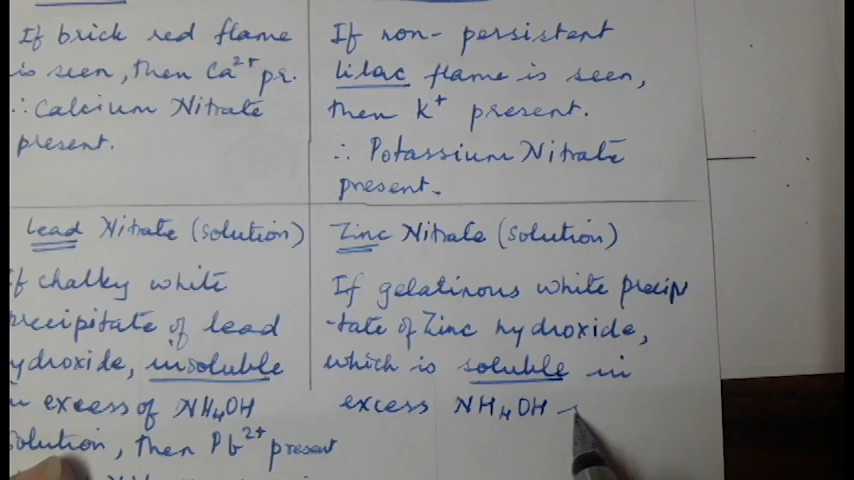 If brick red flame
is seen, then Ca²⁺ pr.
∴ Calcium Nitrate
present.
If non-persistent
lilac flame is seen,
then K⁺ present.
∴ Potassium Nitrate
present.
Lead Nitrate (solution)
If chalky white
precipitate of lead
hydroxide, insoluble
in excess of NH₄OH
solution, then Pb²⁺ present
Zinc Nitrate (solution)
If gelatinous white precip
-tate of Zinc hydroxide,
which is soluble in
excess NH₄OH